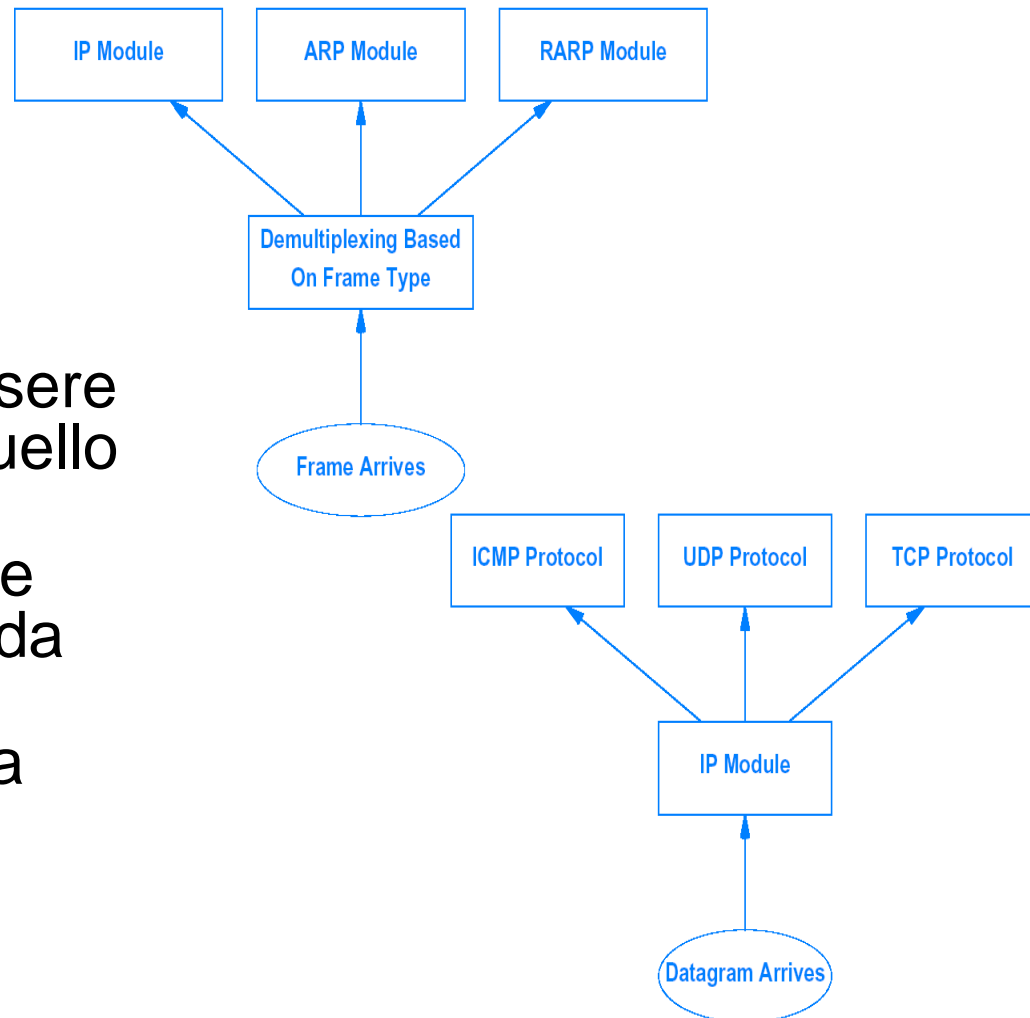 IP Module
ARP Module
RARP Module
Demultiplexing Based
On Frame Type
Frame Arrives
sere
uello
e
da
a
ICMP Protocol
UDP Protocol
TCP Protocol
IP Module
Datagram Arrives